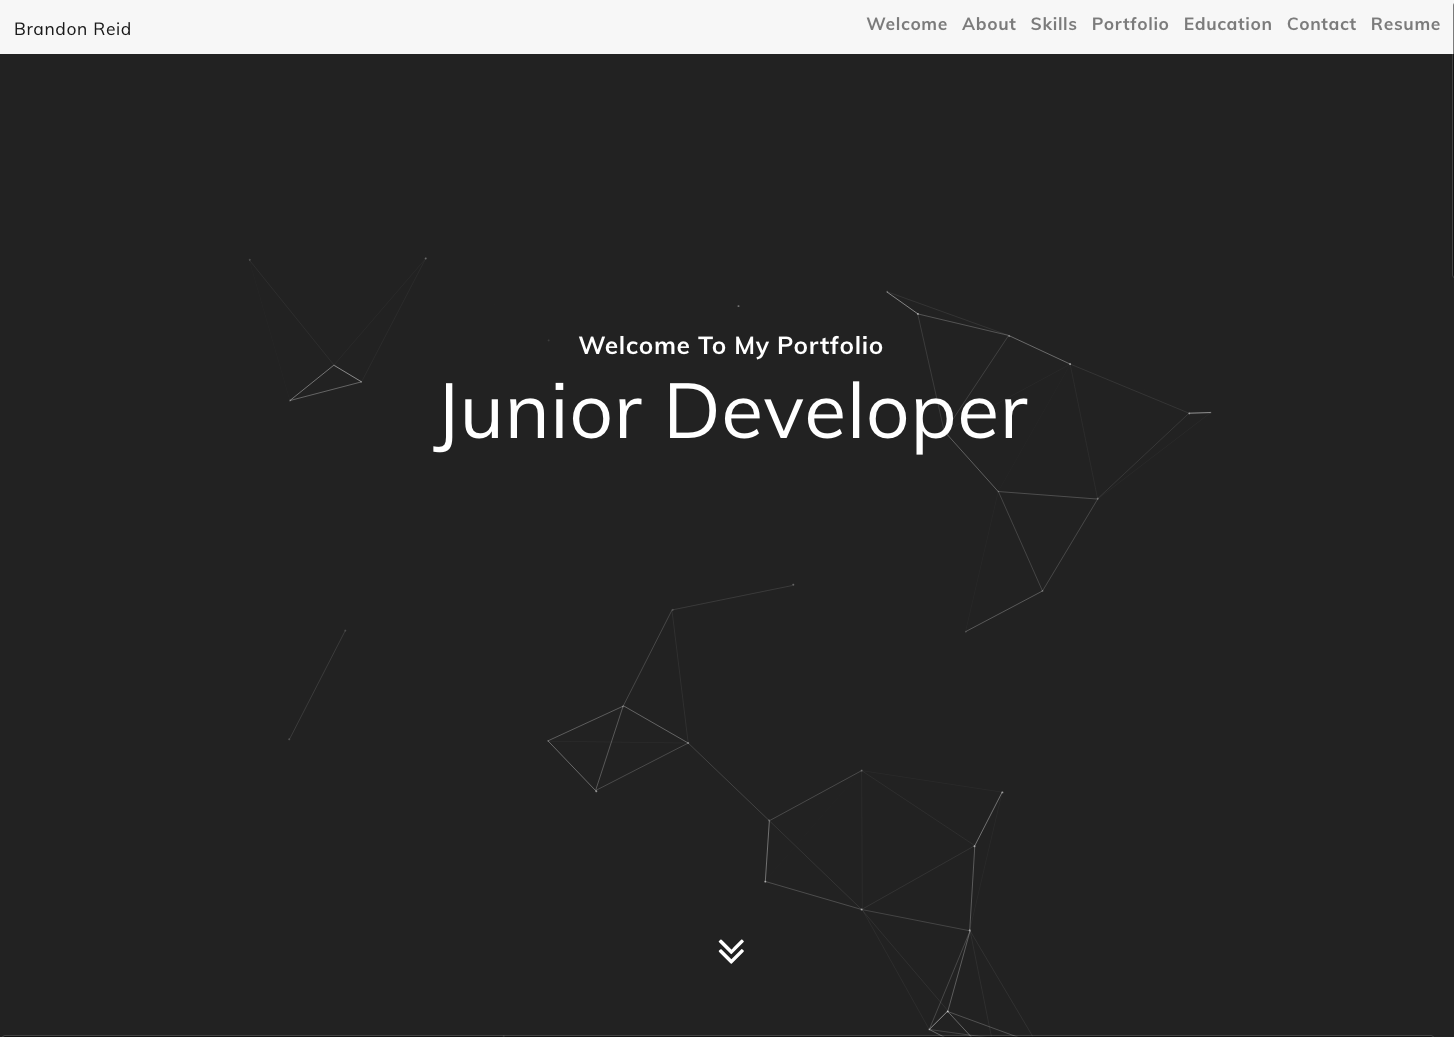 Brandon Reid
Welcome About Skills Portfolio Education Contact Resume
Welcome To My Portfolio
Junior Developer